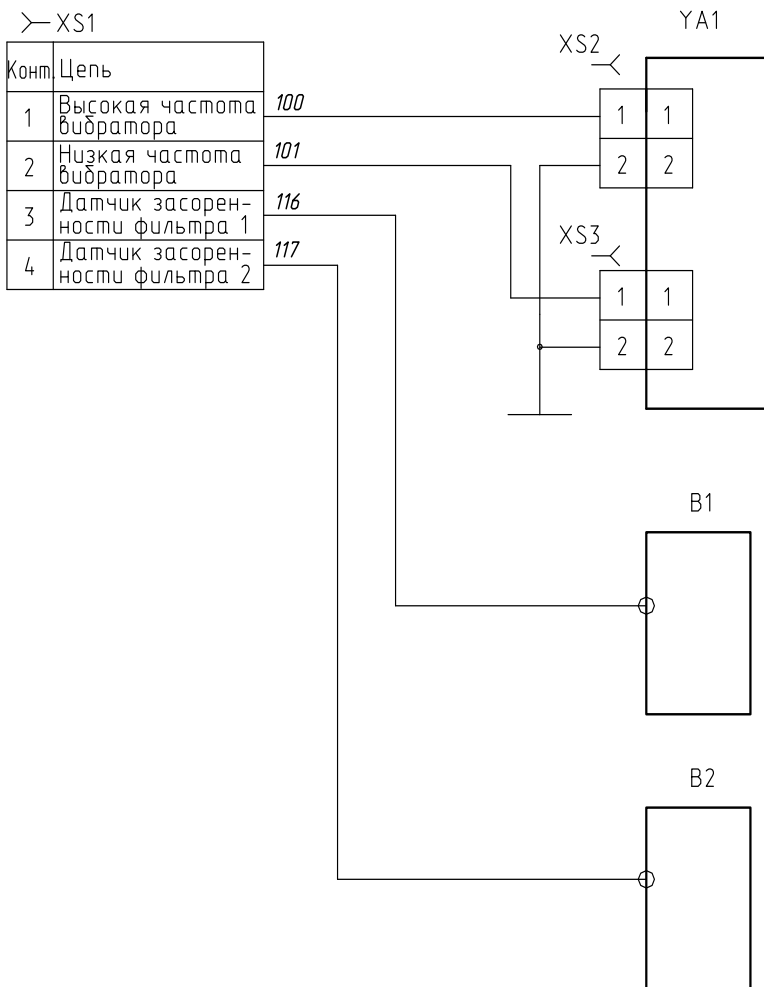 XS1
Конт. Цепь
1 Высокая частота
вибратора
100
2 Низкая частота
вибратора
101
3 Датчик засорен-
ности фильтра 1
116
4 Датчик засорен-
ности фильтра 2
117
YA1
XS2
1 1
2 2
XS3
1 1
2 2
B1
B2